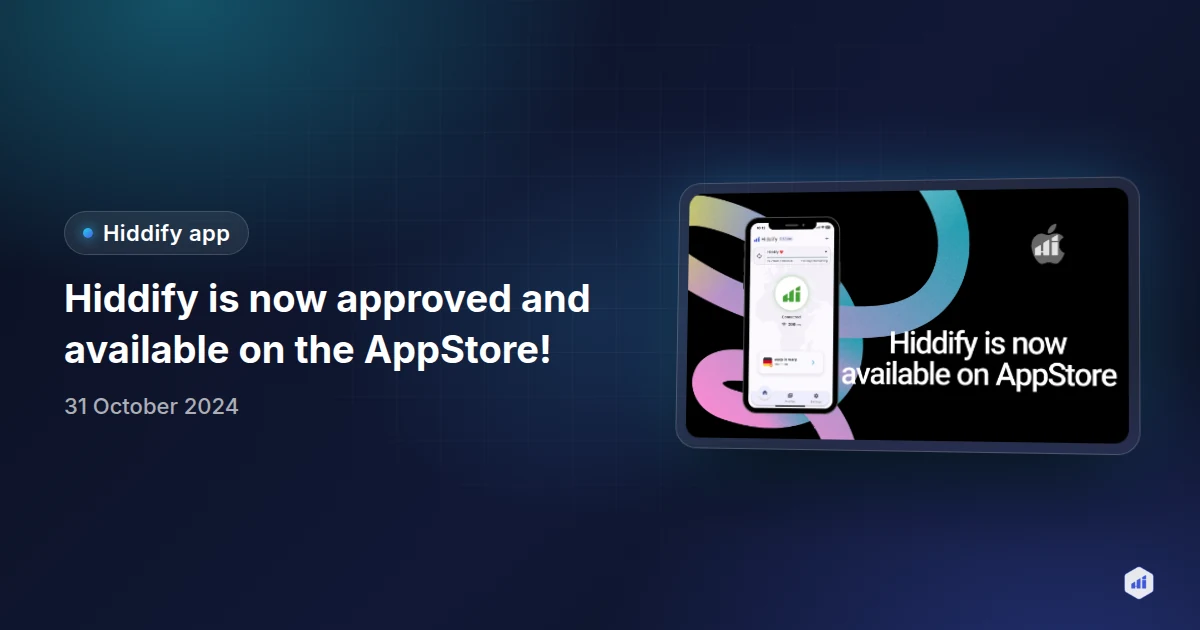 Hiddify app
Hiddify is now approved and
available on the AppStore!
31 October 2024
Hiddify is now
available on AppStore
Connected